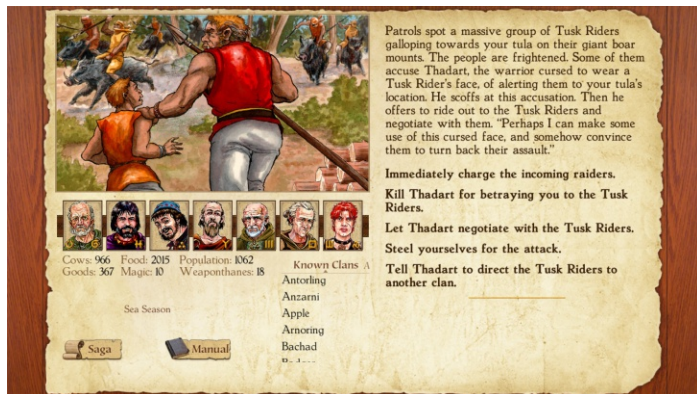 Patrols spot a massive group of Tusk Riders
galloping towards your tula on their giant boar
mounts. The people are frightened. Some of them
accuse Thadart, the warrior cursed to wear a
Tusk Rider's face, of alerting them to your tula's
location. He scoffs at this accusation. Then he
offers to ride out to the Tusk Riders and
negotiate with them. "Perhaps I can make some
use of this cursed face, and somehow convince
them to turn back their assault."
Immediately charge the incoming raiders.
Kill Thadart for betraying you to the Tusk
Riders.
Let Thadart negotiate with the Tusk Riders.
Steel yourselves for the attack.
Tell Thadart to direct the Tusk Riders to
another clan.
Cows: 966 Food: 2015 Population: 1062
Goods: 367 Magic: 10 Weaponthanes: 18
Sea Season
Saga
Manual
Known Clans
Antorling
Anzarni
Apple
Arnoring
Bachad